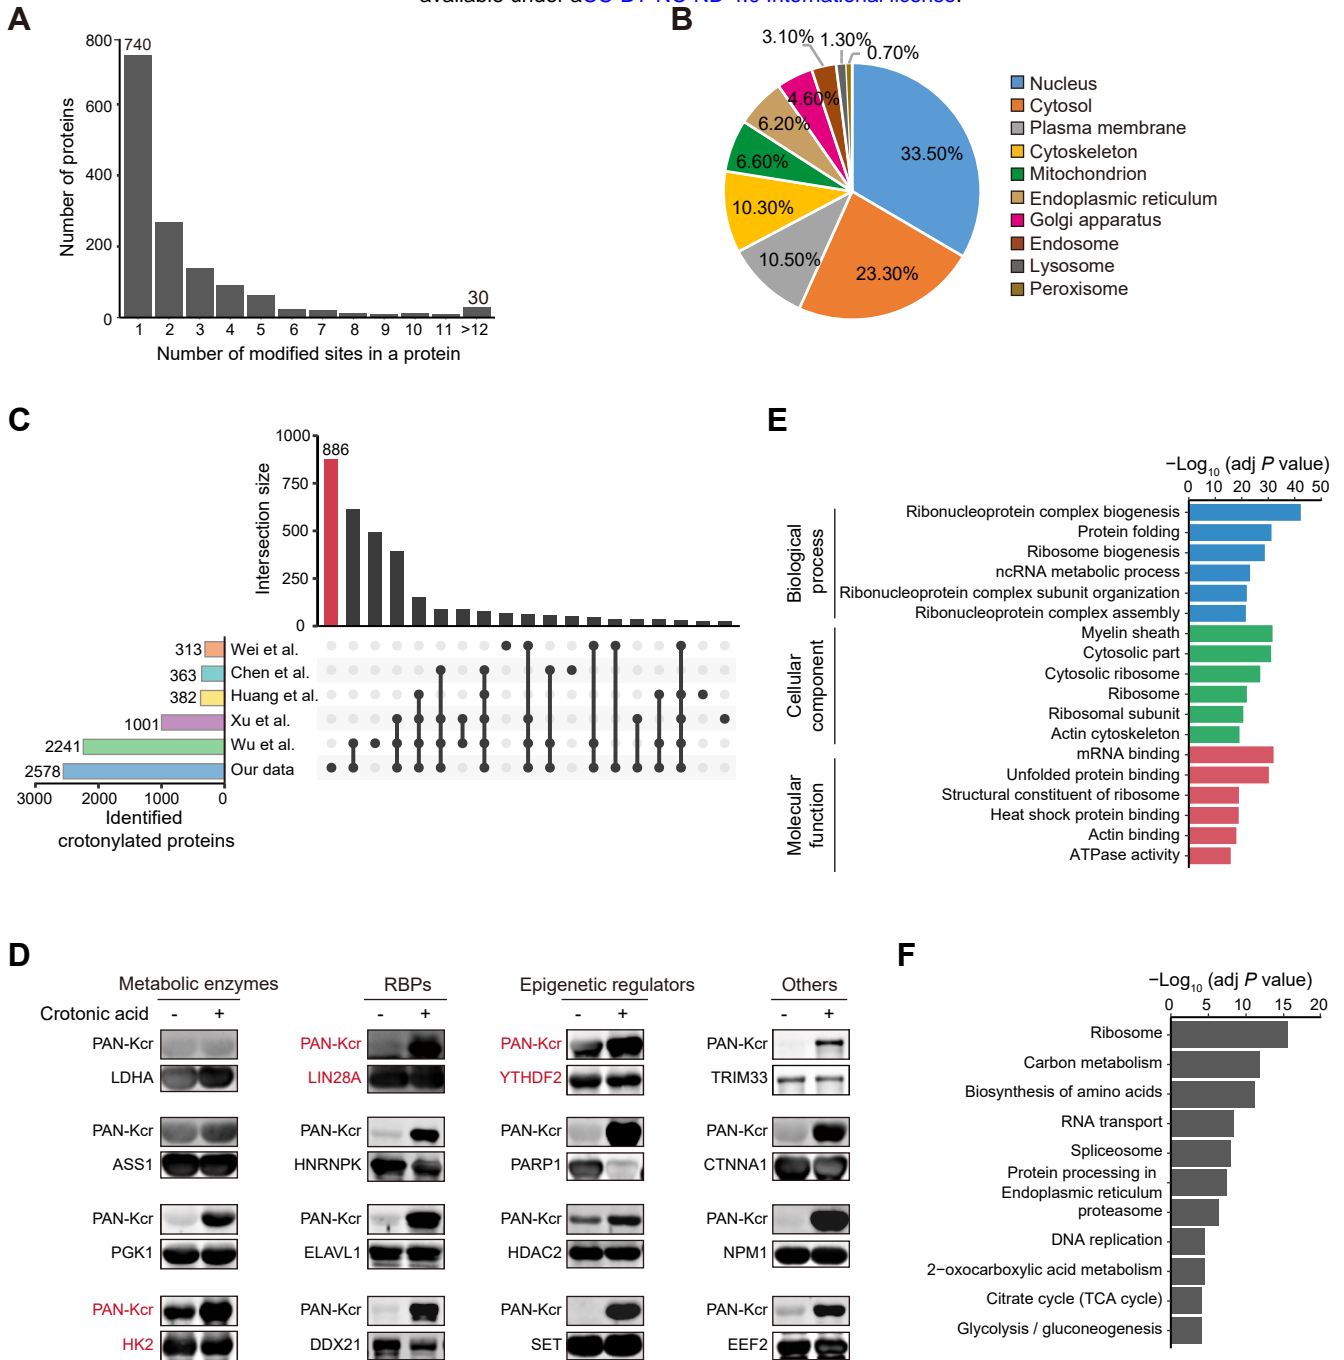 A
800
740
600
400
200
0
Number of proteins
30
1 2 3 4 5 6 7 8 9 10 11 >12
Number of modified sites in a protein
B
3.10% 1.30% 0.70%
4.60%
6.20%
6.60%
10.30%
10.50%
23.30%
33.50%
Nucleus
Cytosol
Plasma membrane
Cytoskeleton
Mitochondrion
Endoplasmic reticulum
Golgi apparatus
Endosome
Lysosome
Peroxisome
C
1000
886
750
500
250
0
Intersection size
313 Wei et al.
363 Chen et al.
382 Huang et al.
1001 Xu et al.
2241 Wu et al.
2578 Our data
3000 2000 1000 0
Identified
crotonylated proteins
E
−Log10 (adj P value)
0 10 20 30 40 50
Biological
process
Ribonucleoprotein complex biogenesis
Protein folding
Ribosome biogenesis
ncRNA metabolic process
Ribonucleoprotein complex subunit organization
Ribonucleoprotein complex assembly
Cellular
component
Myelin sheath
Cytosolic part
Cytosolic ribosome
Ribosome
Ribosomal subunit
Actin cytoskeleton
Molecular
function
mRNA binding
Unfolded protein binding
Structural constituent of ribosome
Heat shock protein binding
Actin binding
ATPase activity
D
Metabolic enzymes RBPs Epigenetic regulators Others
Crotonic acid - + - + - + - +
PAN-Kcr PAN-Kcr PAN-Kcr PAN-Kcr
LDHA LIN28A YTHDF2 TRIM33
PAN-Kcr PAN-Kcr PAN-Kcr PAN-Kcr
ASS1 HNRNPK PARP1 CTNNA1
PAN-Kcr PAN-Kcr PAN-Kcr PAN-Kcr
PGK1 ELAVL1 HDAC2 NPM1
PAN-Kcr PAN-Kcr PAN-Kcr PAN-Kcr
HK2 DDX21 SET EEF2
F
−Log10 (adj P value)
0 5 10 15 20
Ribosome
Carbon metabolism
Biosynthesis of amino acids
RNA transport
Spliceosome
Protein processing in
Endoplasmic reticulum
proteasome
DNA replication
2−oxocarboxylic acid metabolism
Citrate cycle (TCA cycle)
Glycolysis / gluconeogenesis